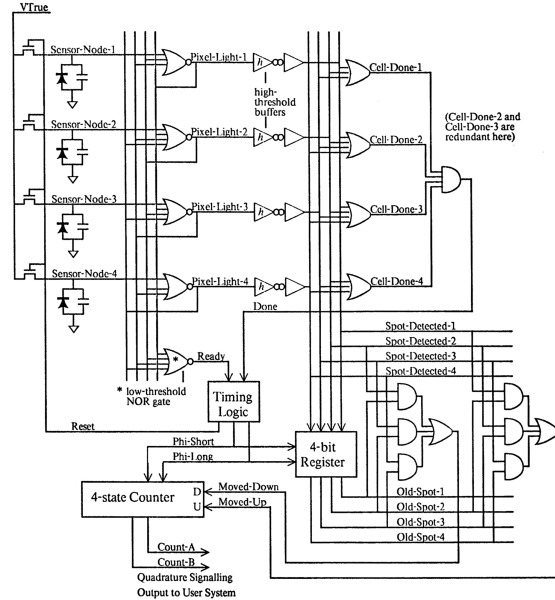 VTrue
Sensor-Node-1
Pixel-Light-1
h
Cell-Done-1
high-
threshold
buffers
(Cell-Done-2 and
Cell-Done-3 are
redundant here)
Sensor-Node-2
Pixel-Light-2
h
Cell-Done-2
Sensor-Node-3
Pixel-Light-3
h
Cell-Done-3
Sensor-Node-4
Pixel-Light-4
h
Cell-Done-4
Done
Spot-Detected-1
Spot-Detected-2
Spot-Detected-3
Spot-Detected-4
*
Ready
* low-threshold
NOR gate
Timing
Logic
Reset
Phi-Short
Phi-Long
4-bit
Register
4-state Counter
D
U
Moved-Down
Moved-Up
Old-Spot-1
Old-Spot-2
Old-Spot-3
Old-Spot-4
Count-A
Count-B
Quadrature Signalling
Output to User System